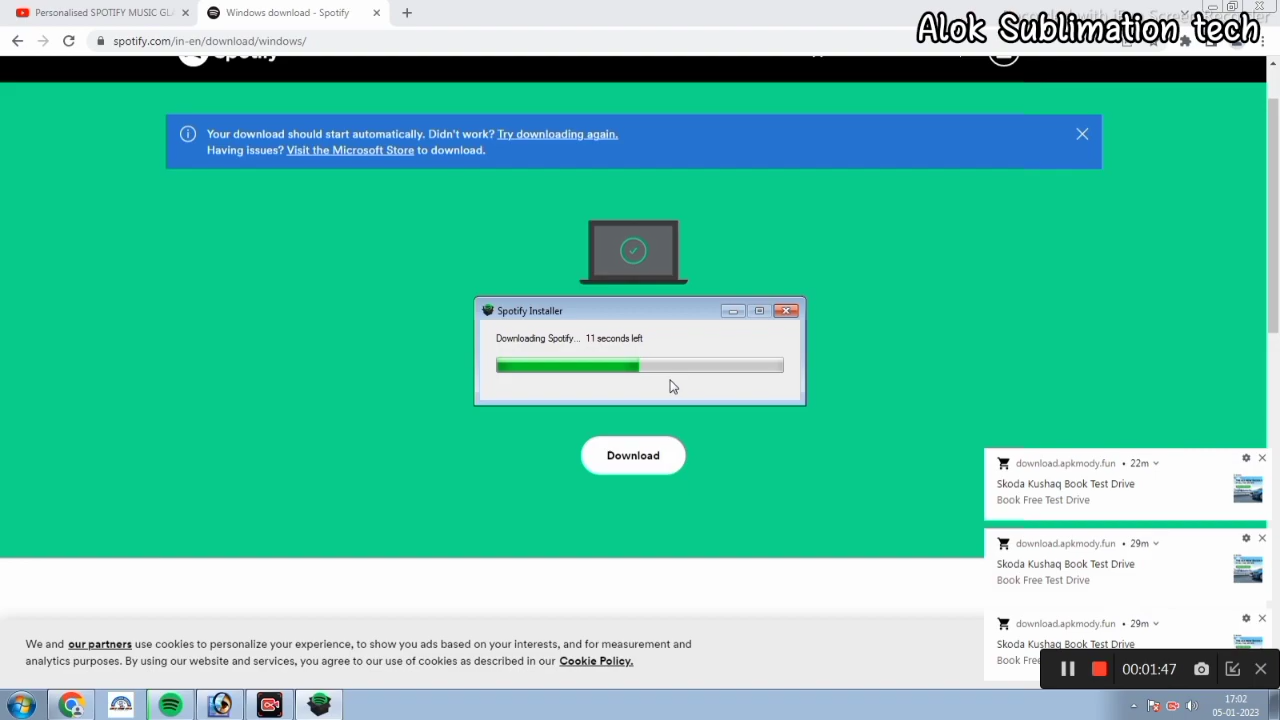 Personalised SPOTIFY MUSIC GLA
Windows download - Spotify
Alok Sublimation tech
spotify.com/in-en/download/windows/
Spotify
Your download should start automatically. Didn't work? Try downloading again.
Having issues? Visit the Microsoft Store to download.
Spotify Installer
Downloading Spotify... 11 seconds left
Download
download.apkmody.fun • 22m
Skoda Kushaq Book Test Drive
Book Free Test Drive
download.apkmody.fun • 29m
Skoda Kushaq Book Test Drive
Book Free Test Drive
download.apkmody.fun • 29m
Skoda Kushaq Book Test Drive
Book Free
We and our partners use cookies to personalize your experience, to show you ads based on your interests, and for measurement
analytics purposes. By using our website and services, you agree to our use of cookies as described in our Cookie Policy.
00:01:47
17:02
05-01-2023